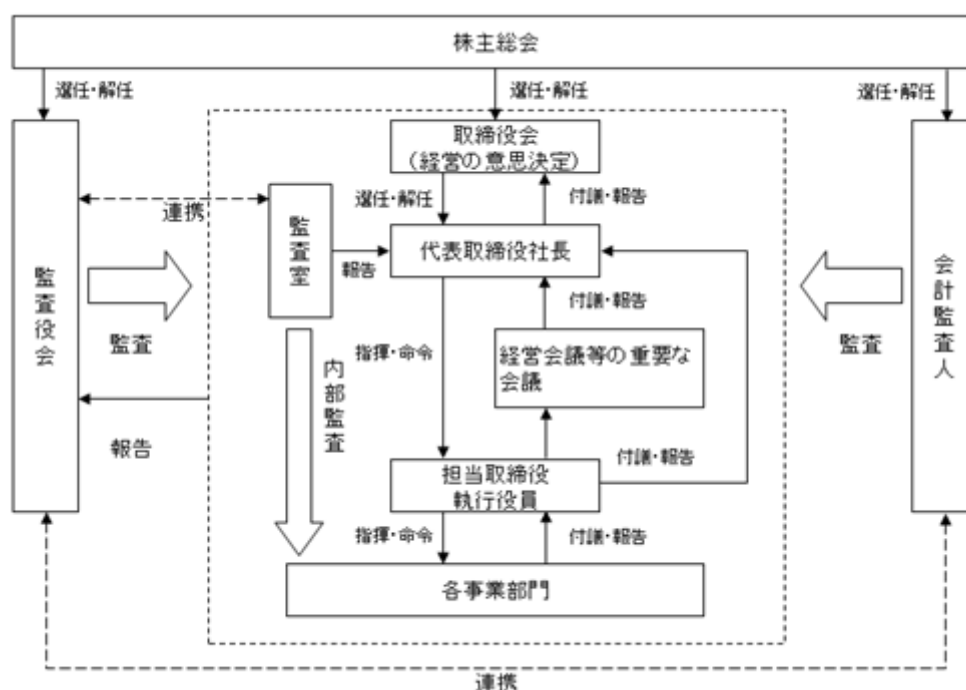 株主総会
選任・解任
選任・解任
選任・解任
取締役会
(経営の意思決定)
選任・解任
付議・報告
連携
監査室
報告
代表取締役社長
監査役会
監査
会計監査人
監査
付議・報告
経営会議等の重要な
会議
指揮・命令
内部監査
報告
付議・報告
担当取締役
執行役員
指揮・命令
付議・報告
各事業部門
連携